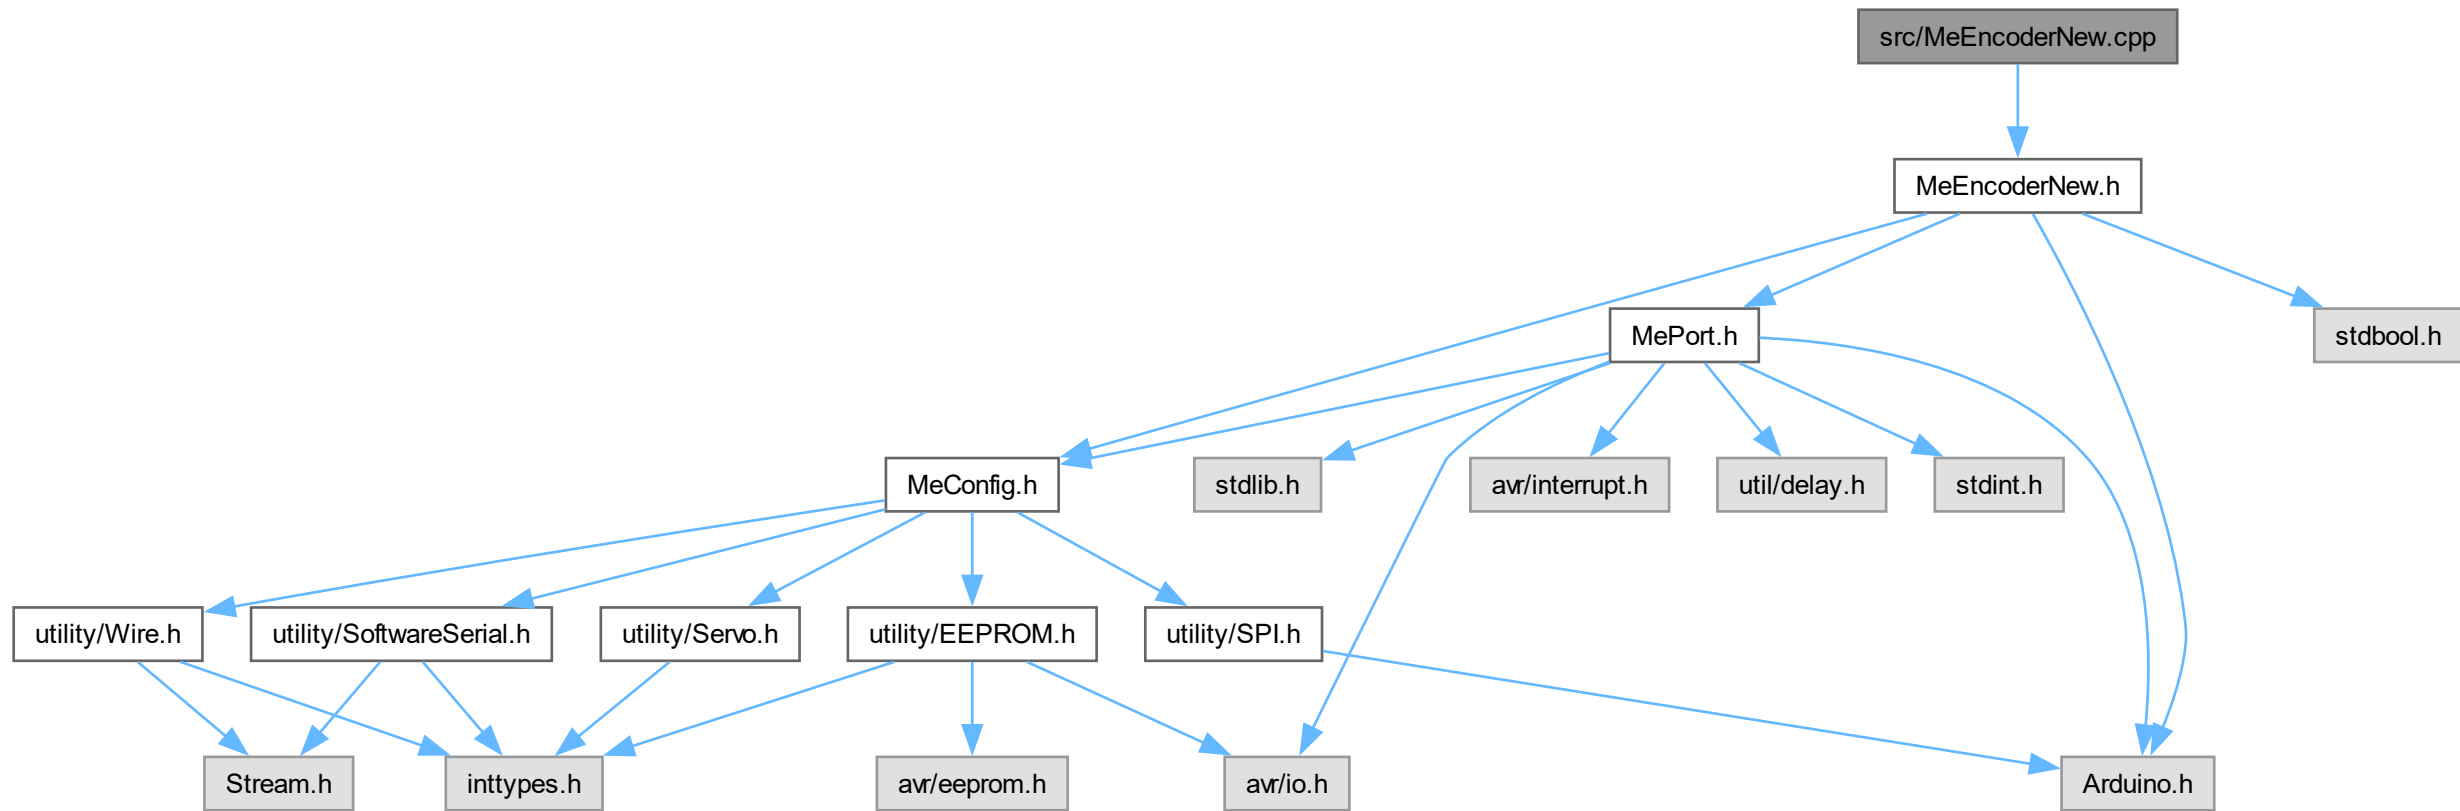 src/MeEncoderNew.cpp
MeEncoderNew.h
MePort.h
stdbool.h
MeConfig.h
stdlib.h
avr/interrupt.h
util/delay.h
stdint.h
utility/Wire.h
utility/SoftwareSerial.h
utility/Servo.h
utility/EEPROM.h
utility/SPI.h
Stream.h
inttypes.h
avr/eeprom.h
avr/io.h
Arduino.h